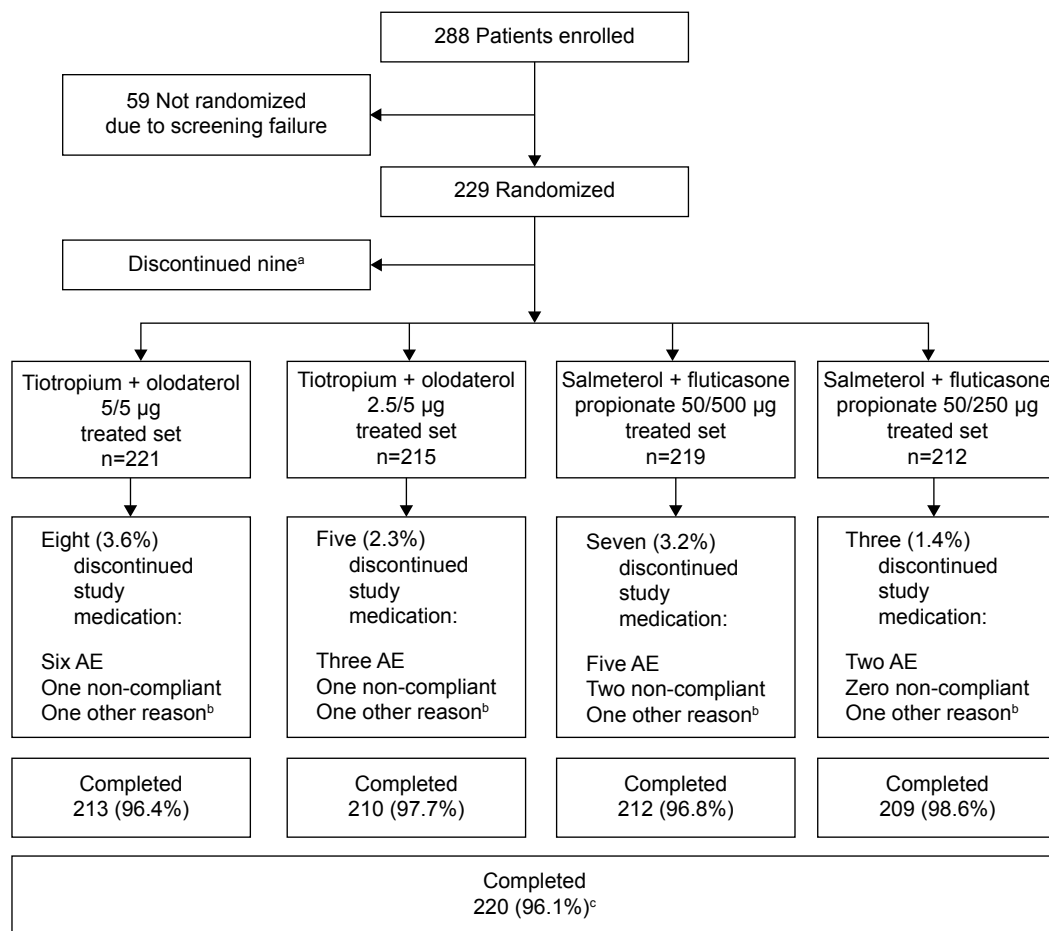 288 Patients enrolled
59 Not randomized
due to screening failure
229 Randomized
Discontinued nineᵃ
Tiotropium + olodaterol
5/5 µg
treated set
n=221
Tiotropium + olodaterol
2.5/5 µg
treated set
n=215
Salmeterol + fluticasone
propionate 50/500 µg
treated set
n=219
Salmeterol + fluticasone
propionate 50/250 µg
treated set
n=212
Eight (3.6%)
discontinued
study
medication:
Six AE
One non-compliant
One other reasonᵇ
Five (2.3%)
discontinued
study
medication:
Three AE
One non-compliant
One other reasonᵇ
Seven (3.2%)
discontinued
study
medication:
Five AE
Two non-compliant
One other reasonᵇ
Three (1.4%)
discontinued
study
medication:
Two AE
Zero non-compliant
One other reasonᵇ
Completed
213 (96.4%)
Completed
210 (97.7%)
Completed
212 (96.8%)
Completed
209 (98.6%)
Completed
220 (96.1%)ᶜ